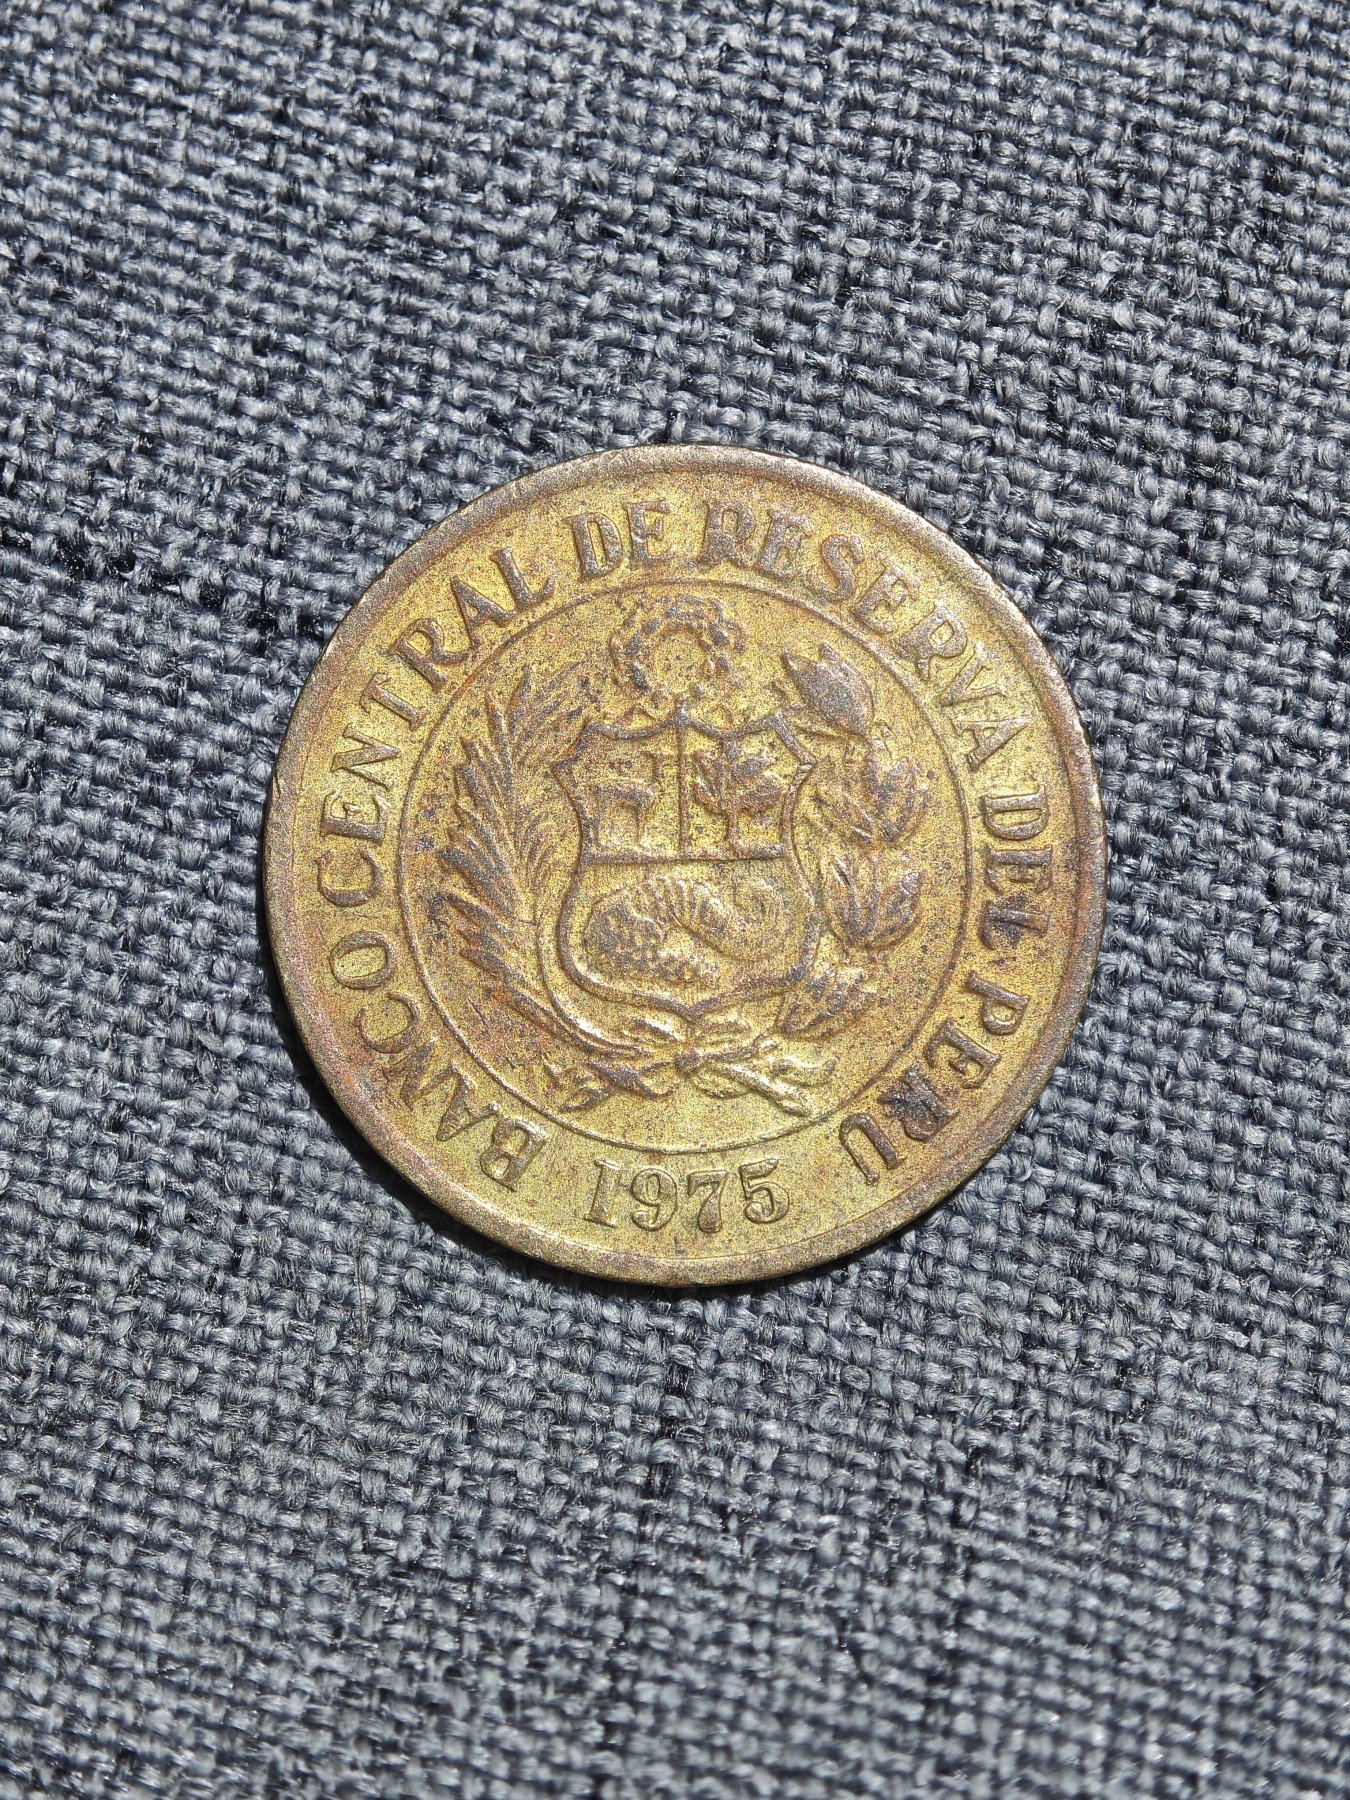 BANCO CENTRAL DE RESERVA DEL PERU
1975